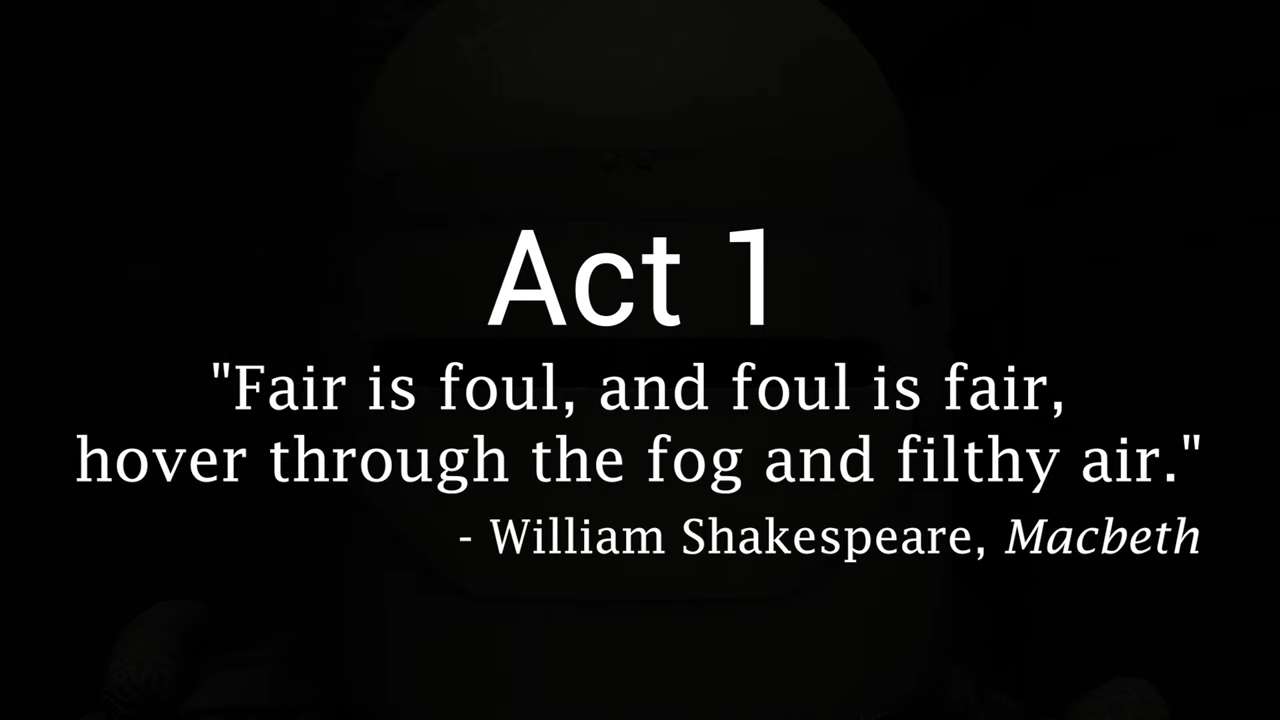 Act 1
"Fair is foul, and foul is fair,
hover through the fog and filthy air."
- William Shakespeare, Macbeth